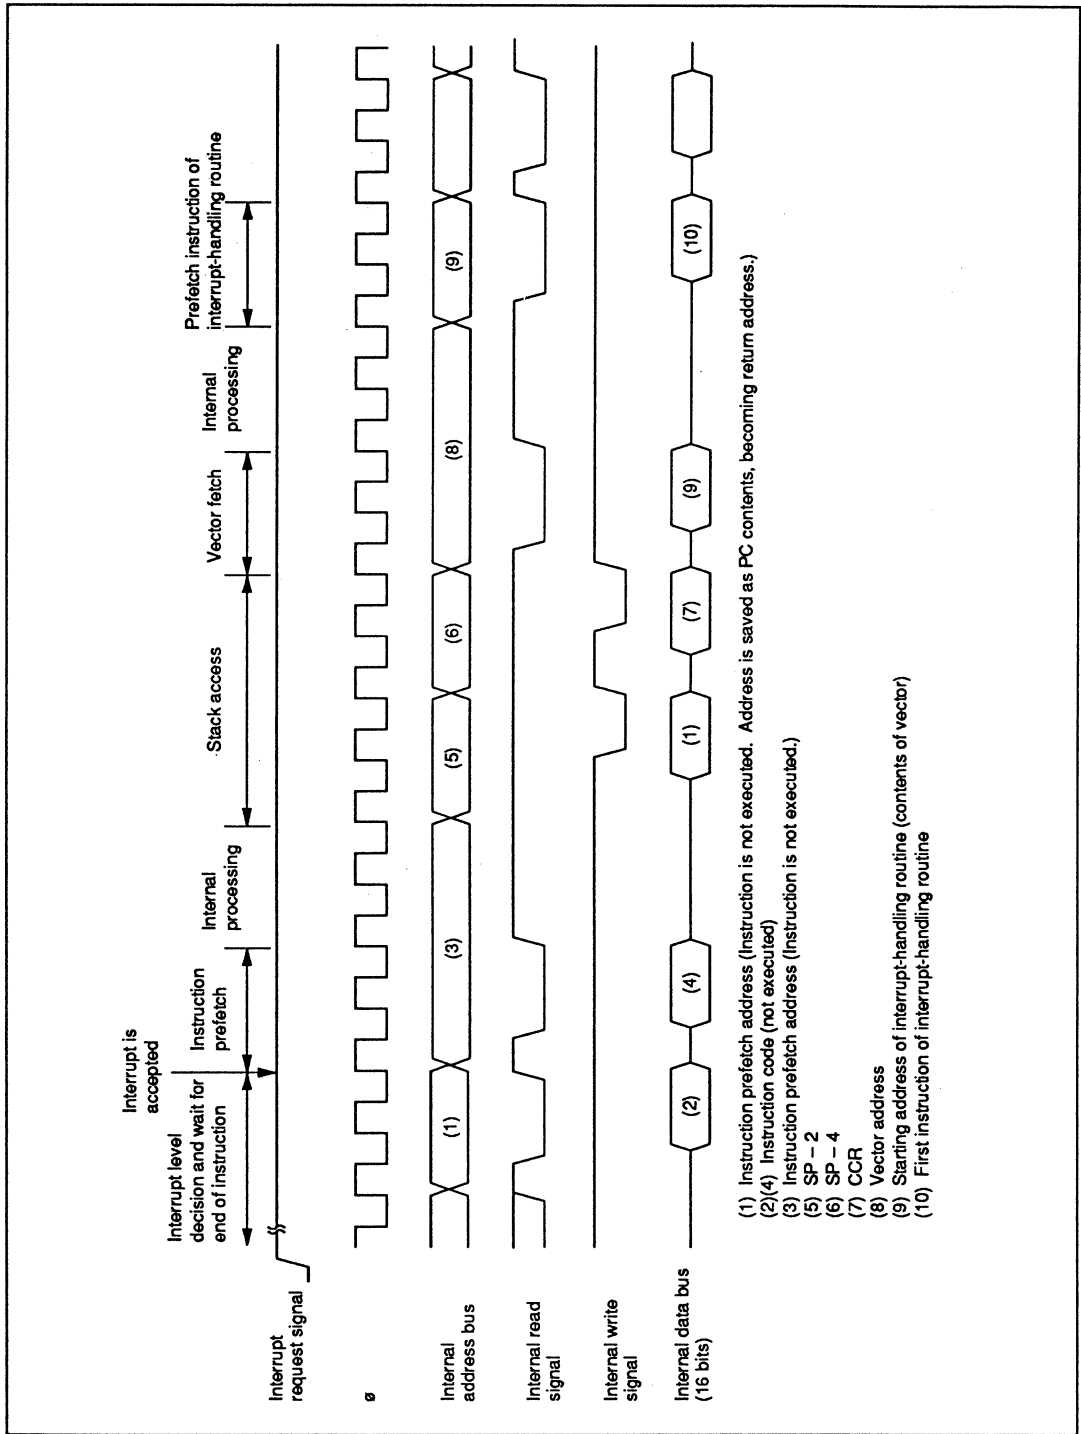 Interrupt is
accepted
Interrupt level
decision and wait for
end of instruction
Instruction
prefetch
Internal
processing
Stack access
Vector fetch
Internal
processing
Prefetch instruction of
interrupt-handling routine
Interrupt
request signal
ø
Internal
address bus
(1)
(3)
(5)
(6)
(8)
(9)
Internal read
signal
Internal write
signal
Internal data bus
(16 bits)
(2)
(4)
(1)
(7)
(9)
(10)
(1) Instruction prefetch address (Instruction is not executed. Address is saved as PC contents, becoming return address.)
(2)(4) Instruction code (not executed)
(3) Instruction prefetch address (Instruction is not executed.)
(5) SP – 2
(6) SP – 4
(7) CCR
(8) Vector address
(9) Starting address of interrupt-handling routine (contents of vector)
(10) First instruction of interrupt-handling routine